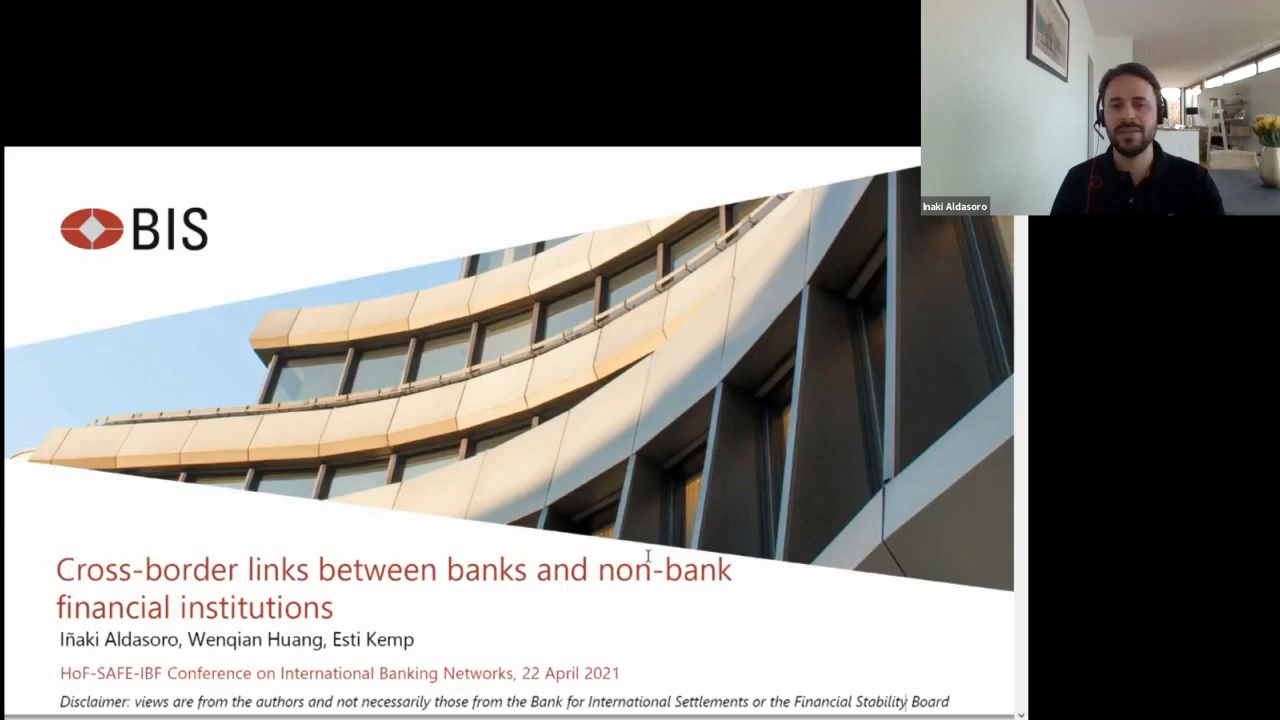 Inaki Aldasoro
BIS
Cross-border links between banks and non-bank
financial institutions
Iñaki Aldasoro, Wenqian Huang, Esti Kemp
HoF-SAFE-IBF Conference on International Banking Networks, 22 April 2021
Disclaimer: views are from the authors and not necessarily those from the Bank for International Settlements or the Financial Stability Board